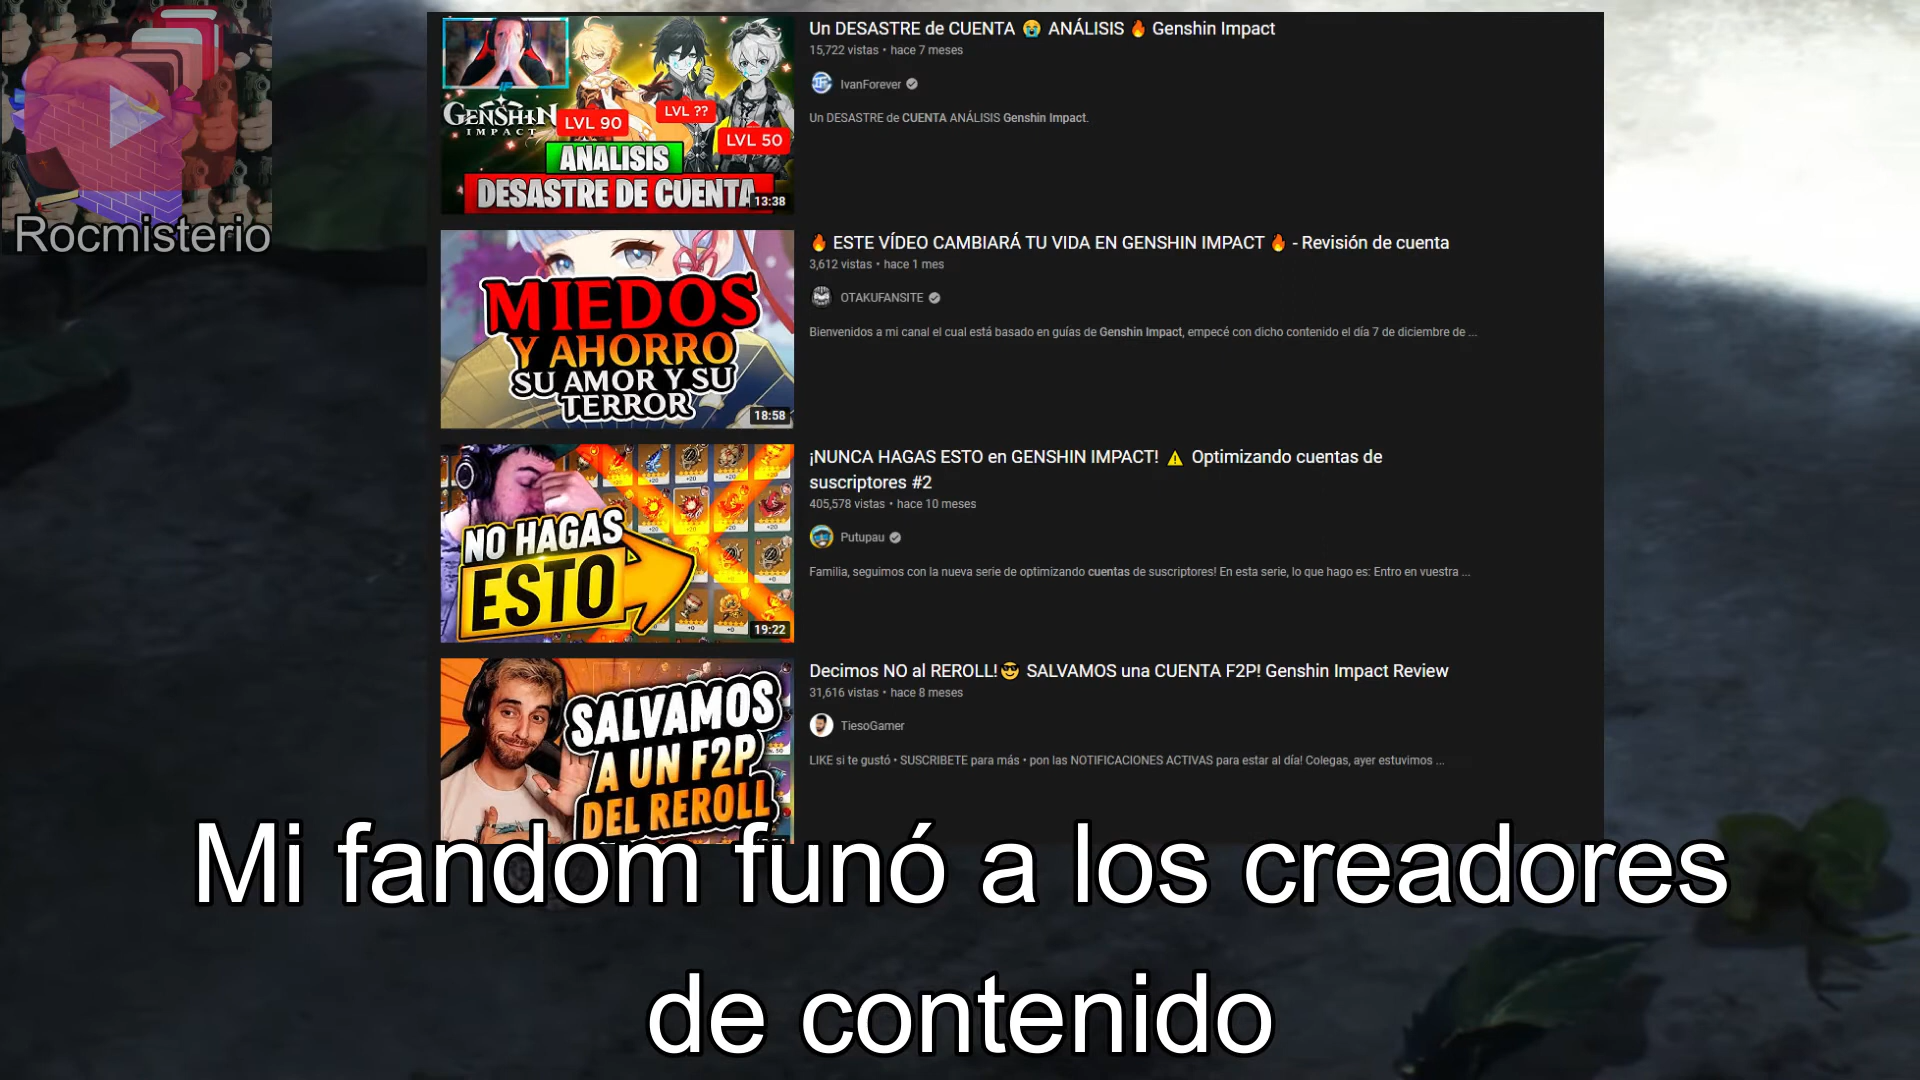 Rocmisterio
GENSHIN
IMPACT
LVL 90
LVL ??
LVL 50
ANALISIS
DESASTRE DE CUENTA
13:38
Un DESASTRE de CUENTA 😭 ANÁLISIS 🔥 Genshin Impact
15,722 vistas • hace 7 meses
IvanForever
Un DESASTRE de CUENTA ANÁLISIS Genshin Impact.
MIEDOS
Y AHORRO
SU AMOR Y SU
TERROR
18:58
🔥 ESTE VÍDEO CAMBIARÁ TU VIDA EN GENSHIN IMPACT 🔥 - Revisión de cuenta
3,612 vistas • hace 1 mes
OTAKUFANSITE
Bienvenidos a mi canal el cual está basado en guías de Genshin Impact, empecé con dicho contenido el día 7 de diciembre de ...
NO HAGAS
ESTO
19:22
¡NUNCA HAGAS ESTO en GENSHIN IMPACT! ⚠️ Optimizando cuentas de
suscriptores #2
405,578 vistas • hace 10 meses
Putupau
Familia, seguimos con la nueva serie de optimizando cuentas de suscriptores! En esta serie, lo que hago es: Entro en vuestra ...
SALVAMOS
A UN F2P
DEL REROLL
Decimos NO al REROLL!😎 SALVAMOS una CUENTA F2P! Genshin Impact Review
31,616 vistas • hace 8 meses
TiesoGamer
LIKE si te gustó • SUSCRIBETE para más • pon las NOTIFICACIONES ACTIVAS para estar al día! Colegas, ayer estuvimos ...
Mi fandom funó a los creadores
de contenido